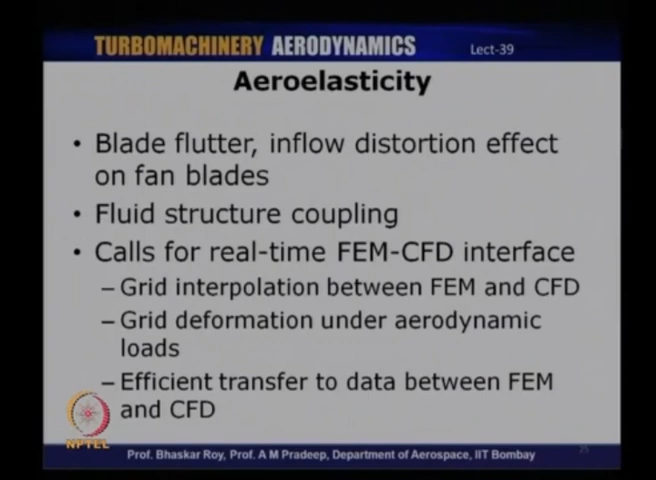 TURBOMACHINERY AERODYNAMICS
Lect-39
Aeroelasticity
• Blade flutter, inflow distortion effect
on fan blades
• Fluid structure coupling
• Calls for real-time FEM-CFD interface
– Grid interpolation between FEM and CFD
– Grid deformation under aerodynamic
loads
– Efficient transfer to data between FEM
and CFD
NPTEL
Prof. Bhaskar Roy, Prof. A M Pradeep, Department of Aerospace, IIT Bombay
25